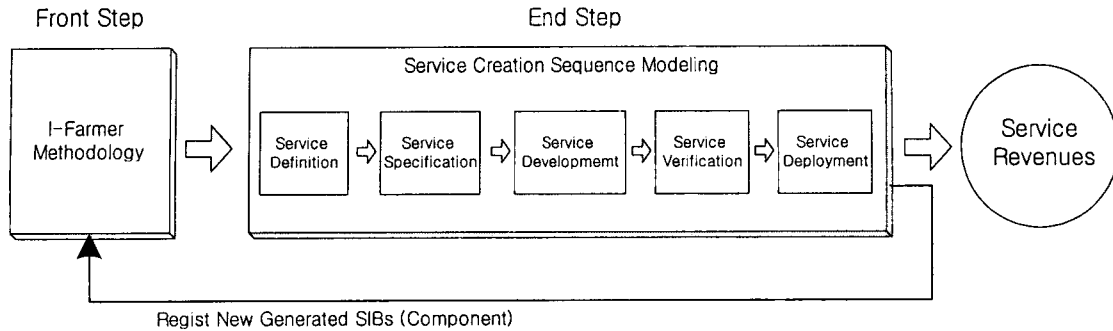 Front Step
End Step
Service Creation Sequence Modeling
I-Farmer
Methodology
Service
Definition
Service
Specification
Service
Developmemt
Service
Verification
Service
Deployment
Service
Revenues
Regist New Generated SIBs (Component)